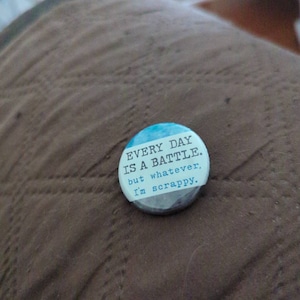 EVERY DAY
IS A BATTLE.
but whatever,
I'm scrappy.